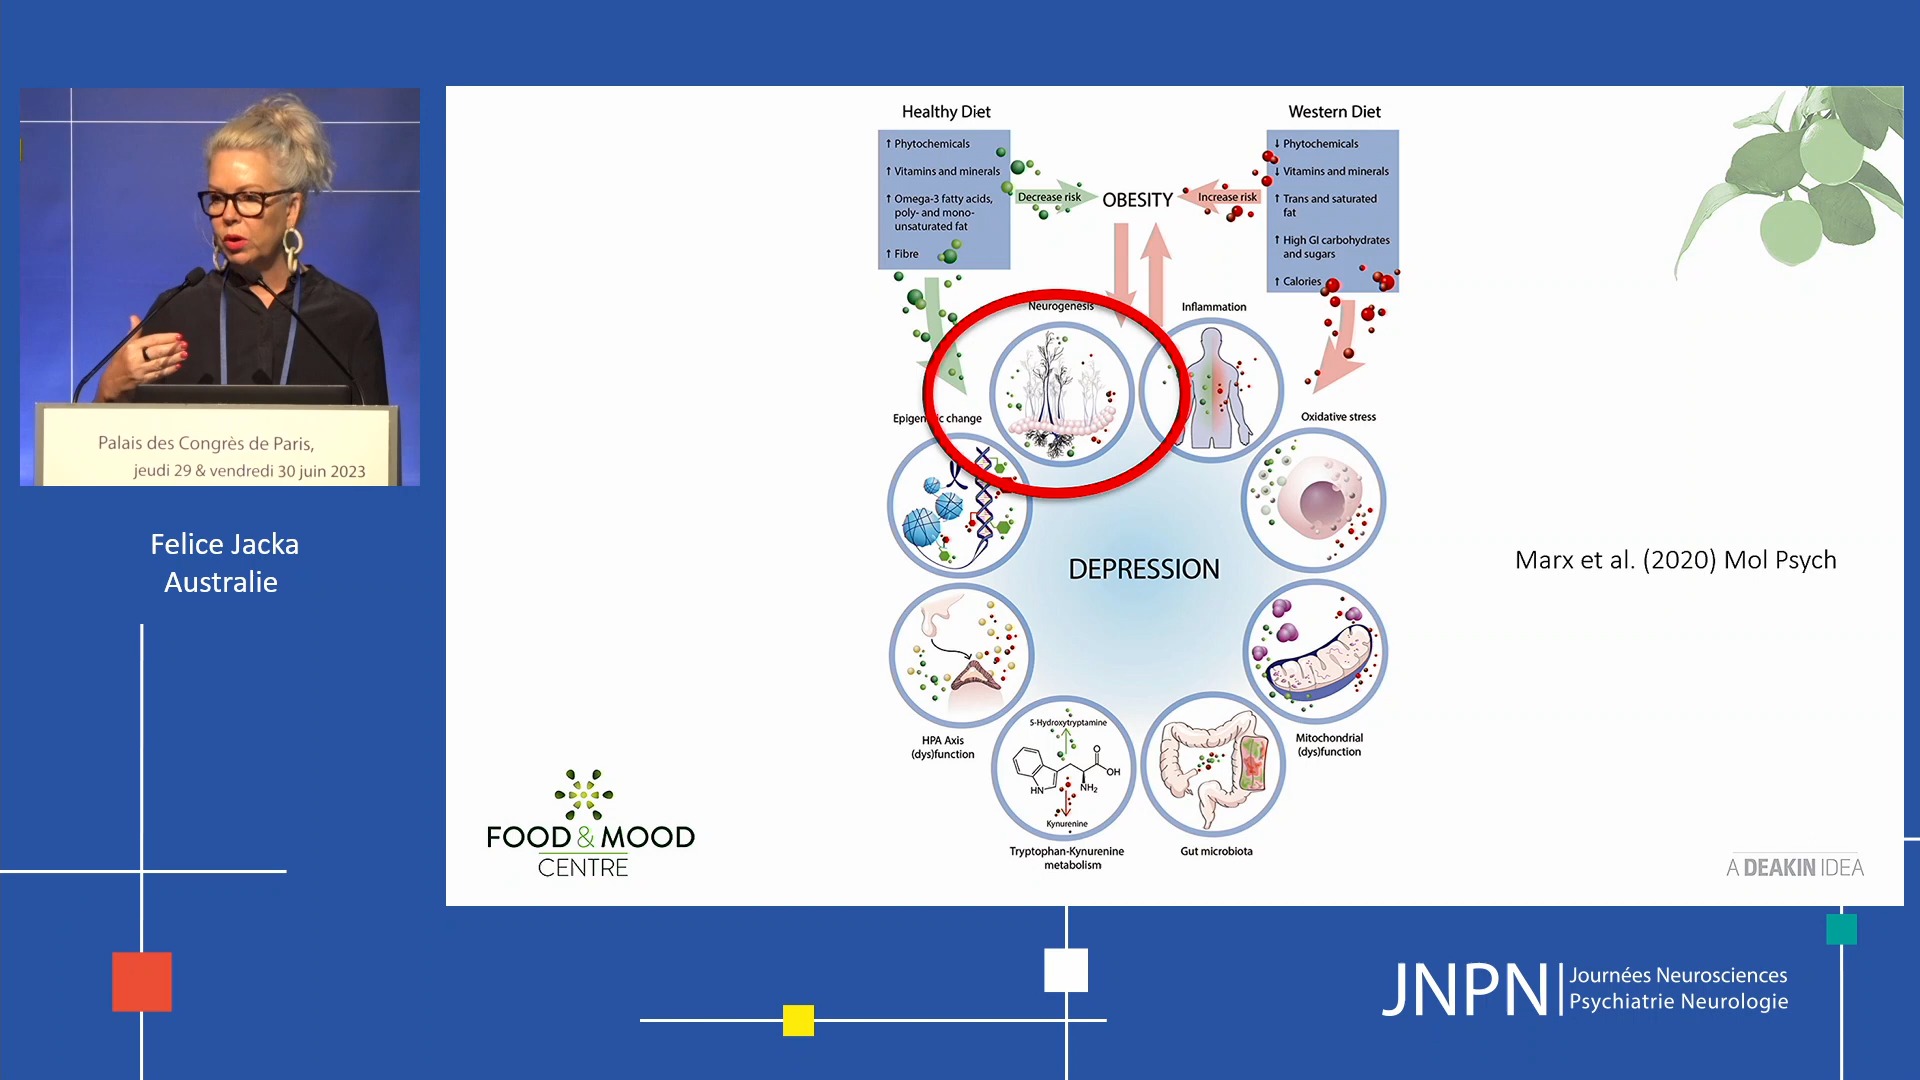 Palais des Congrès de Paris,
jeudi 29 & vendredi 30 juin 2023
Felice Jacka
Australie
Healthy Diet
↑ Phytochemicals
↑ Vitamins and minerals
↑ Omega-3 fatty acids,
poly- and mono-
unsaturated fat
↑ Fibre
Decrease risk
OBESITY
Increase risk
Western Diet
↓ Phytochemicals
↓ Vitamins and minerals
↑ Trans and saturated
fat
↑ High GI carbohydrates
and sugars
↑ Calories
Neurogenesis
Inflammation
Epigenetic change
Oxidative stress
DEPRESSION
Marx et al. (2020) Mol Psych
HPA Axis
(dys)function
5-Hydroxytryptamine
O
OH
NH₂
HN
Kynurenine
Tryptophan-Kynurenine
metabolism
Gut microbiota
Mitochondrial
(dys)function
FOOD & MOOD
CENTRE
A DEAKIN IDEA
JNPN
Journées Neurosciences
Psychiatrie Neurologie